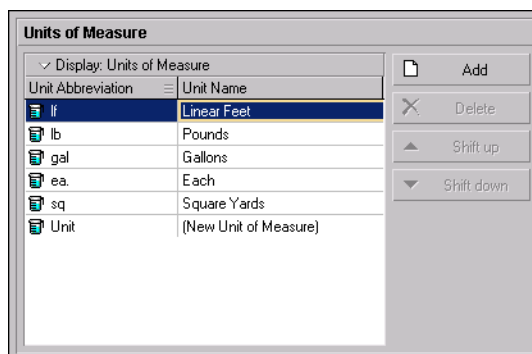 Units of Measure
Display: Units of Measure
Unit Abbreviation Unit Name
lf Linear Feet
lb Pounds
gal Gallons
ea. Each
sq Square Yards
Unit (New Unit of Measure)
Add
Delete
Shift up
Shift down